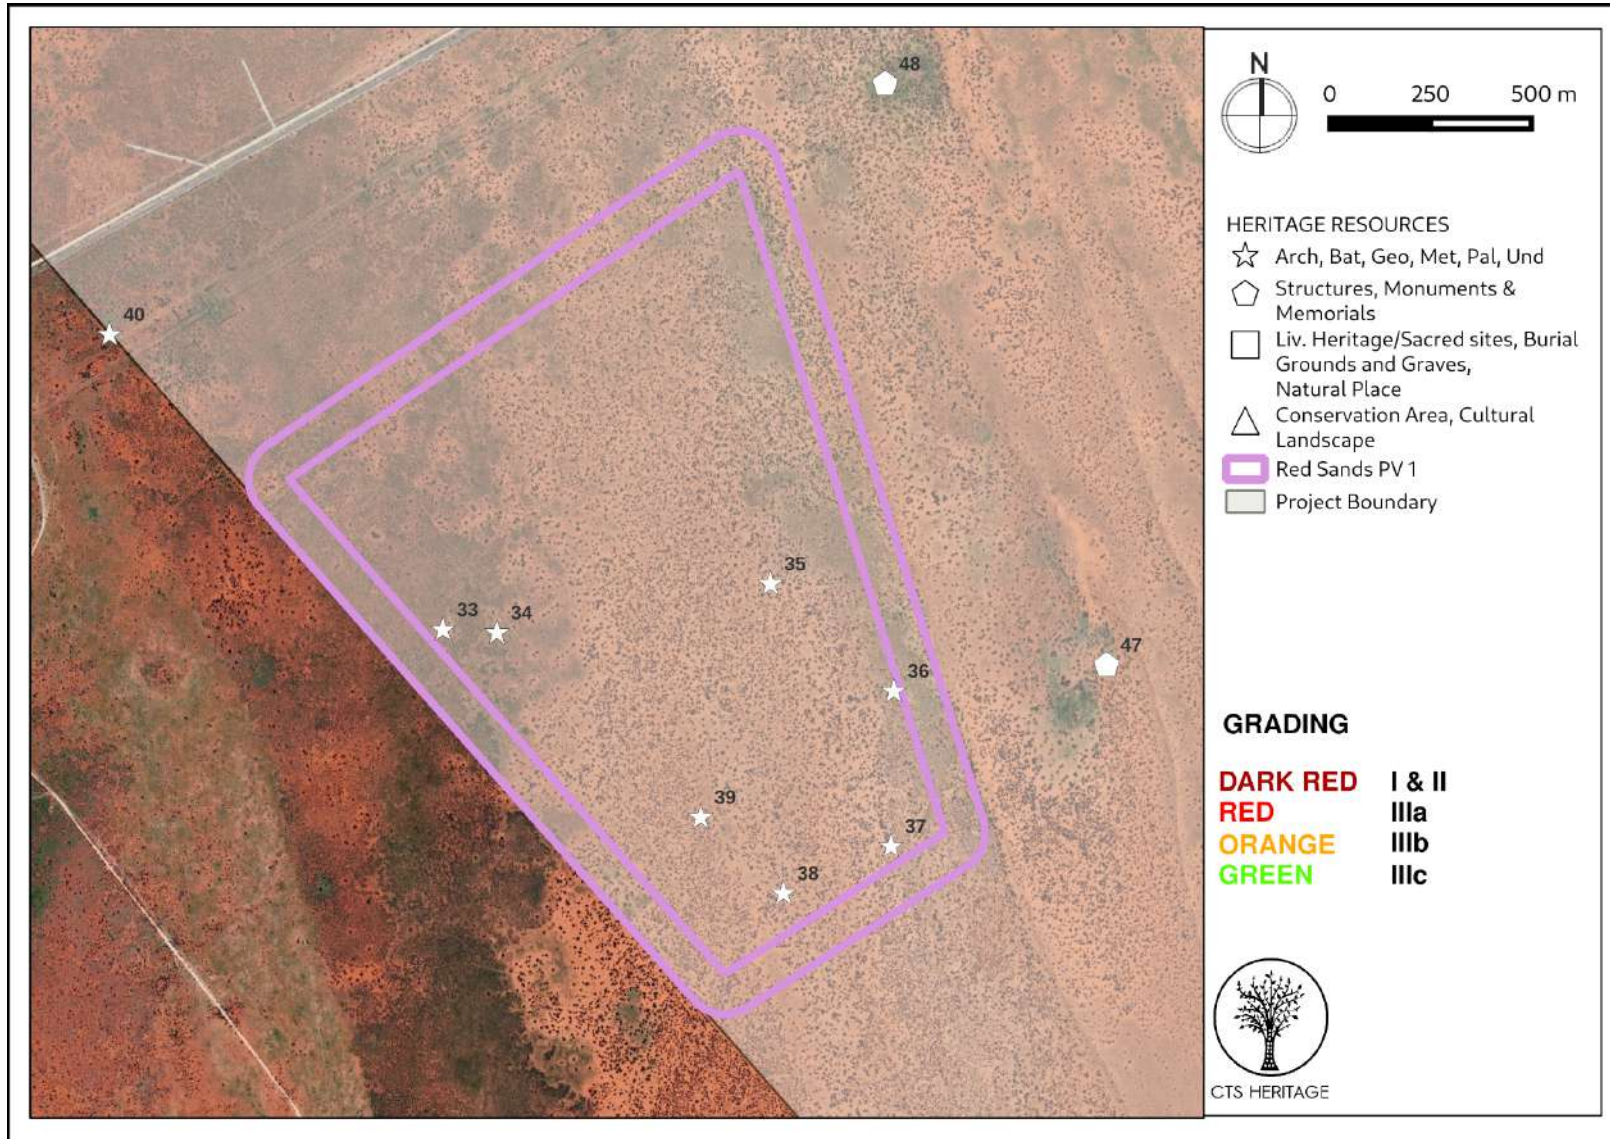 48
40
35
33
34
47
36
39
37
38
N
0 250 500 m
HERITAGE RESOURCES
Arch, Bat, Geo, Met, Pal, Und
Structures, Monuments &
Memorials
Liv. Heritage/Sacred sites, Burial
Grounds and Graves,
Natural Place
Conservation Area, Cultural
Landscape
Red Sands PV 1
Project Boundary
GRADING
DARK RED I & II
RED IIIa
ORANGE IIIb
GREEN IIIc
CTS HERITAGE